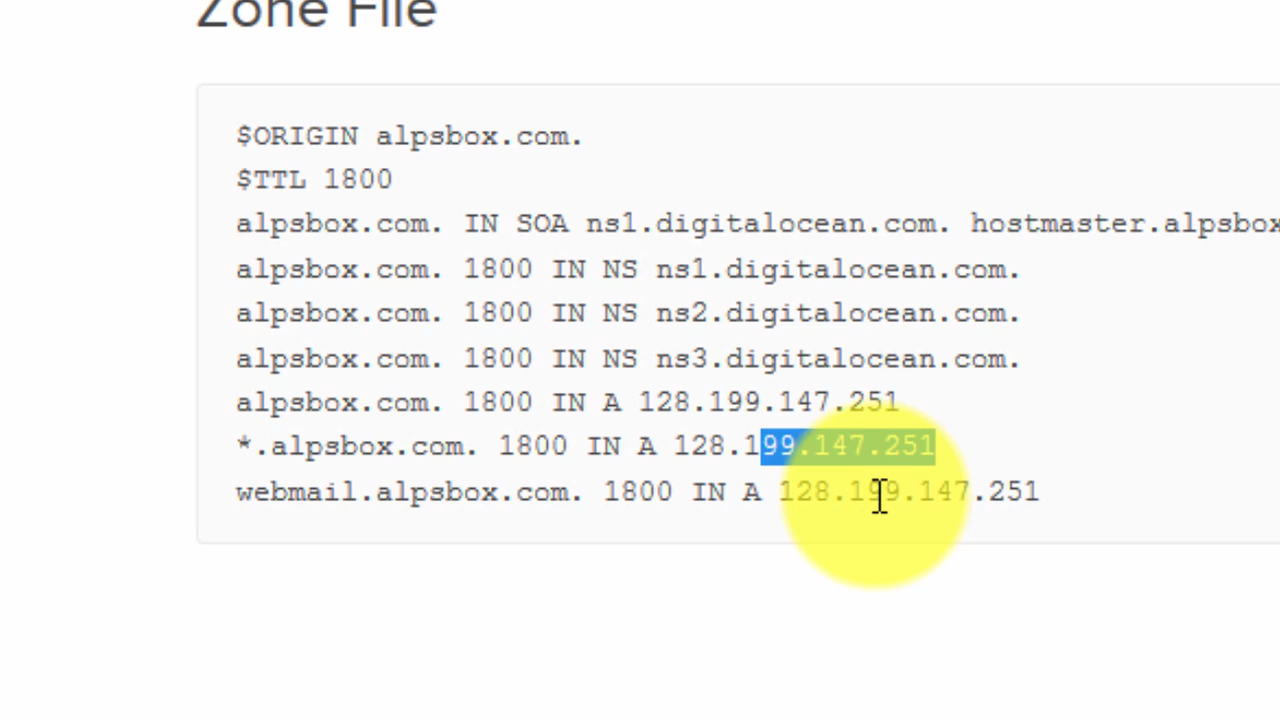 Zone File
$ORIGIN alpsbox.com.
$TTL 1800
alpsbox.com. IN SOA ns1.digitalocean.com. hostmaster.alpsbox
alpsbox.com. 1800 IN NS ns1.digitalocean.com.
alpsbox.com. 1800 IN NS ns2.digitalocean.com.
alpsbox.com. 1800 IN NS ns3.digitalocean.com.
alpsbox.com. 1800 IN A 128.199.147.251
*.alpsbox.com. 1800 IN A 128.199.147.251
webmail.alpsbox.com. 1800 IN A 128.199.147.251